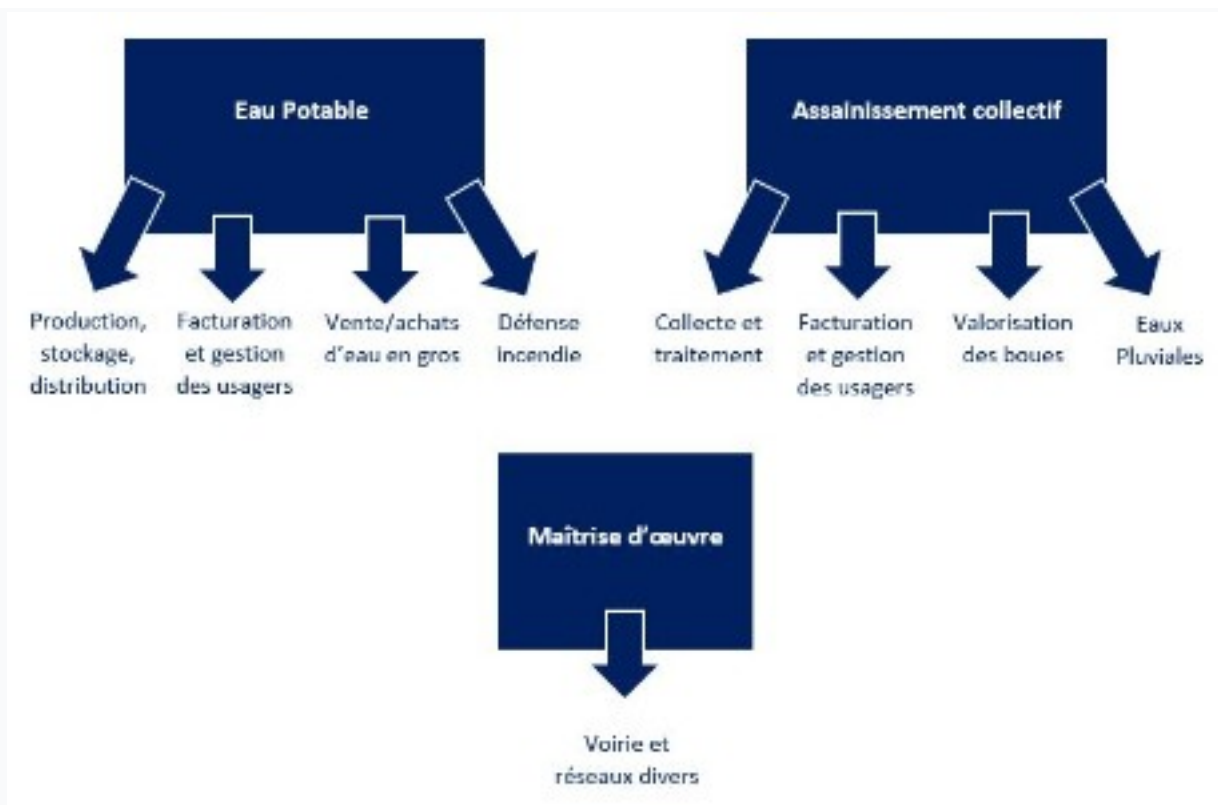 Eau Potable
Assainissement collectif
Production,
stockage,
distribution
Facturation
et gestion
des usagers
Vente/achats
d'eau en gros
Défense
incendie
Collecte et
traitement
Facturation
et gestion
des usagers
Valorisation
des boues
Eaux
Pluviales
Maîtrise d'œuvre
Voirie et
réseaux divers